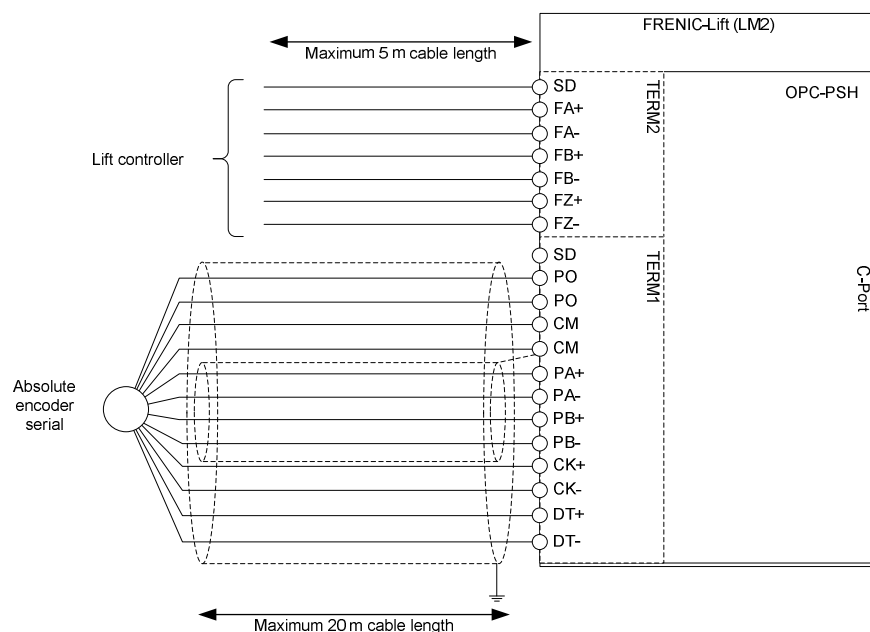 FRENIC-Lift (LM2)
Maximum 5 m cable length
OPC-PSH
TERM2
SD
FA+
FA-
FB+
FB-
FZ+
FZ-
Lift controller
TERM1
C-Port
SD
PO
PO
CM
CM
PA+
PA-
PB+
PB-
CK+
CK-
DT+
DT-
Absolute
encoder
serial
Maximum 20 m cable length